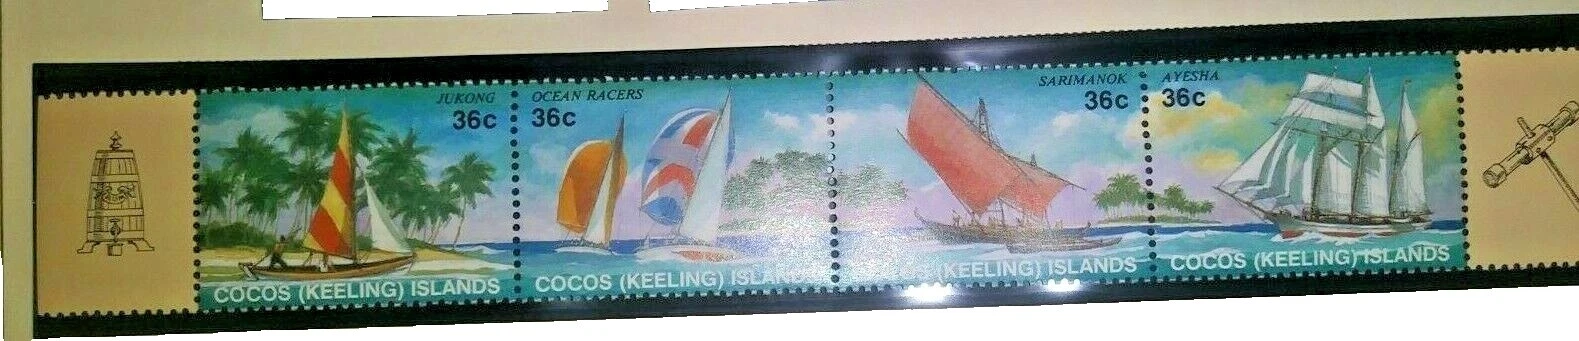 JUKONG
36c
COCOS (KEELING) ISLANDS
OCEAN RACERS
36c
COCOS (KEELING) ISLANDS
SARIMANOK
36c
COCOS (KEELING) ISLANDS
AYESHA
36c
COCOS (KEELING) ISLANDS